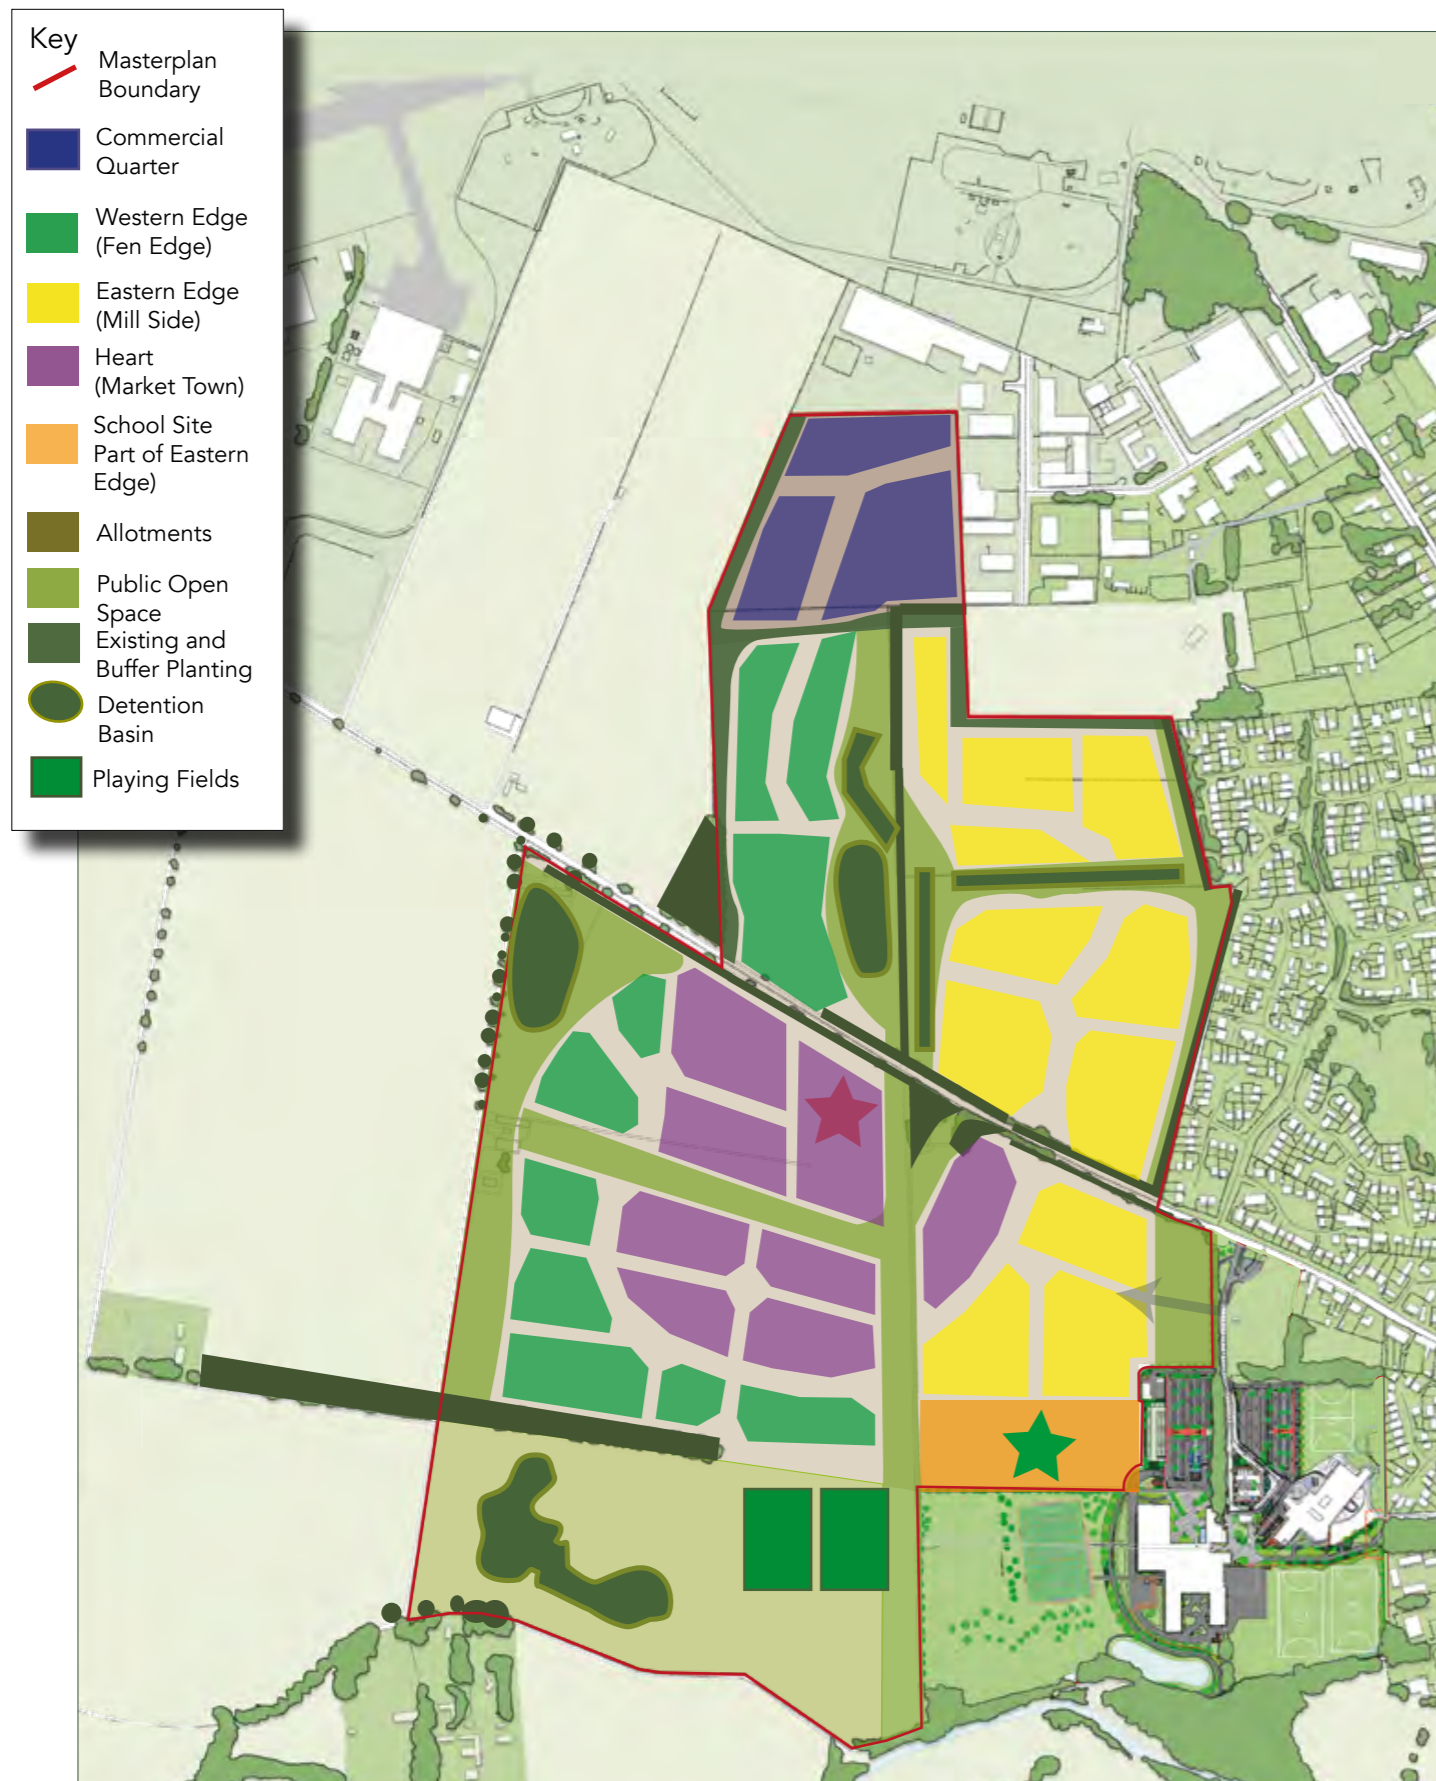 Key
Masterplan
Boundary
Commercial
Quarter
Western Edge
(Fen Edge)
Eastern Edge
(Mill Side)
Heart
(Market Town)
School Site
Part of Eastern
Edge)
Allotments
Public Open
Space
Existing and
Buffer Planting
Detention
Basin
Playing Fields